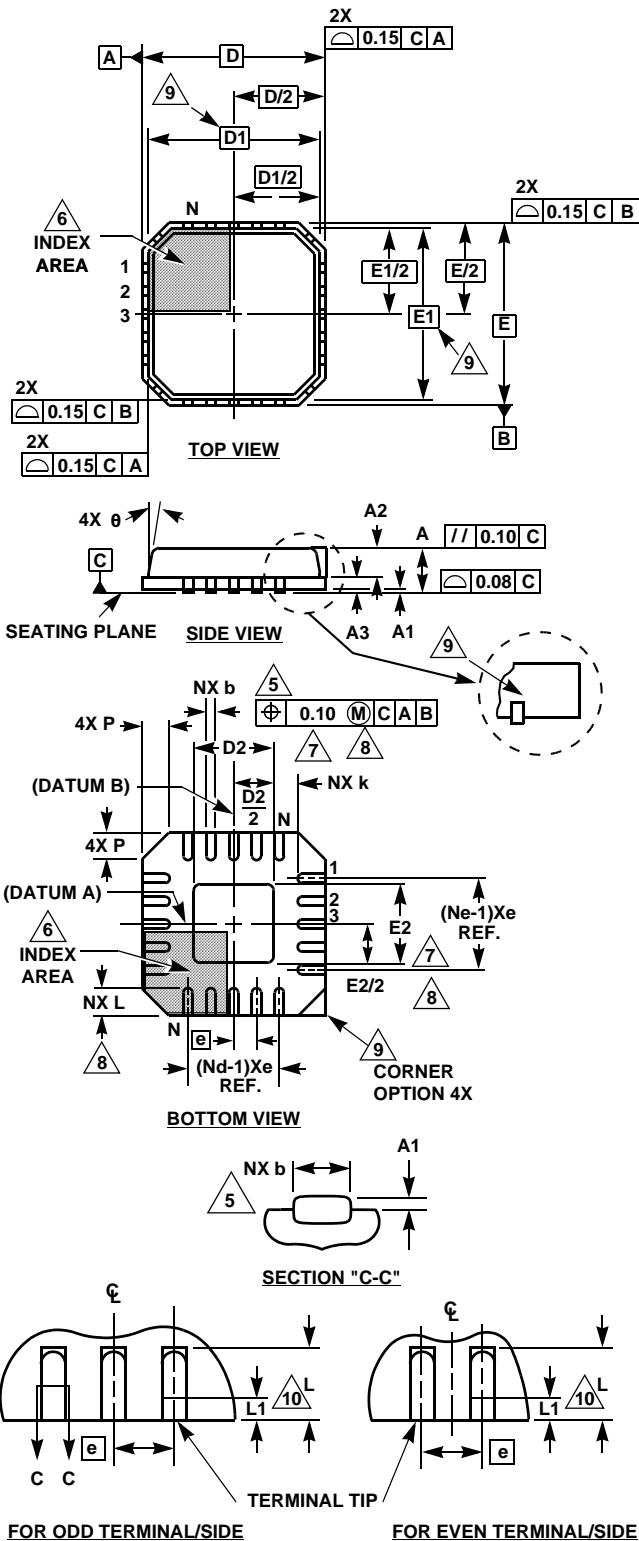 2X
⌓ 0.15 C A
A
D
9
D/2
D1
D1/2
2X
⌓ 0.15 C B
6
INDEX
AREA
N
1
2
3
E1/2
E/2
E1
E
9
2X
⌓ 0.15 C B
B
2X
⌓ 0.15 C A
TOP VIEW
4X θ
A2
A
// 0.10 C
C
⌓ 0.08 C
SEATING PLANE
SIDE VIEW
A3
A1
9
NX b
5
⌖ 0.10 Ⓜ C A B
4X P
D2
7
8
(DATUM B)
D2
2
NX k
N
4X P
1
(DATUM A)
2
3
(Ne-1)Xe
REF.
6
INDEX
AREA
E2
7
E2/2
NX L
8
8
N
e
9
(Nd-1)Xe
REF.
CORNER
OPTION 4X
BOTTOM VIEW
A1
NX b
5
SECTION "C-C"
℄
℄
L
10
L1
L
10
L1
e
e
C
C
TERMINAL TIP
FOR ODD TERMINAL/SIDE
FOR EVEN TERMINAL/SIDE